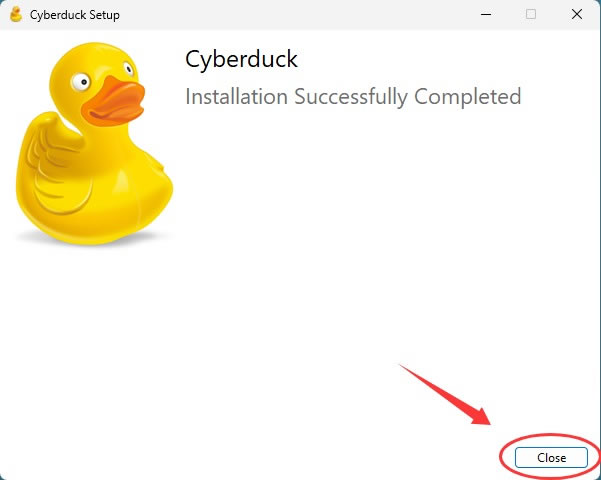 Cyberduck Setup
Cyberduck
Installation Successfully Completed
Close